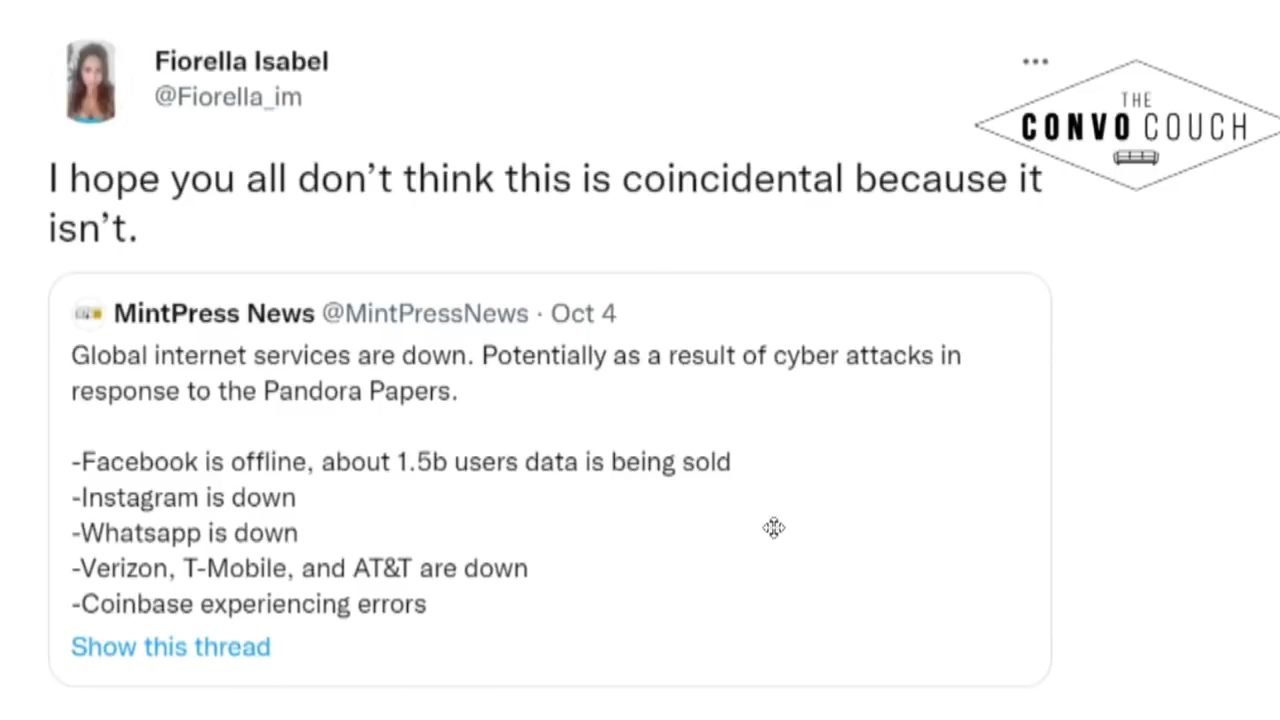 Fiorella Isabel
@Fiorella_im
...
THE
CONVO COUCH
I hope you all don’t think this is coincidental because it
isn’t.
MintPress News @MintPressNews · Oct 4
Global internet services are down. Potentially as a result of cyber attacks in
response to the Pandora Papers.
-Facebook is offline, about 1.5b users data is being sold
-Instagram is down
-Whatsapp is down
-Verizon, T-Mobile, and AT&T are down
-Coinbase experiencing errors
Show this thread